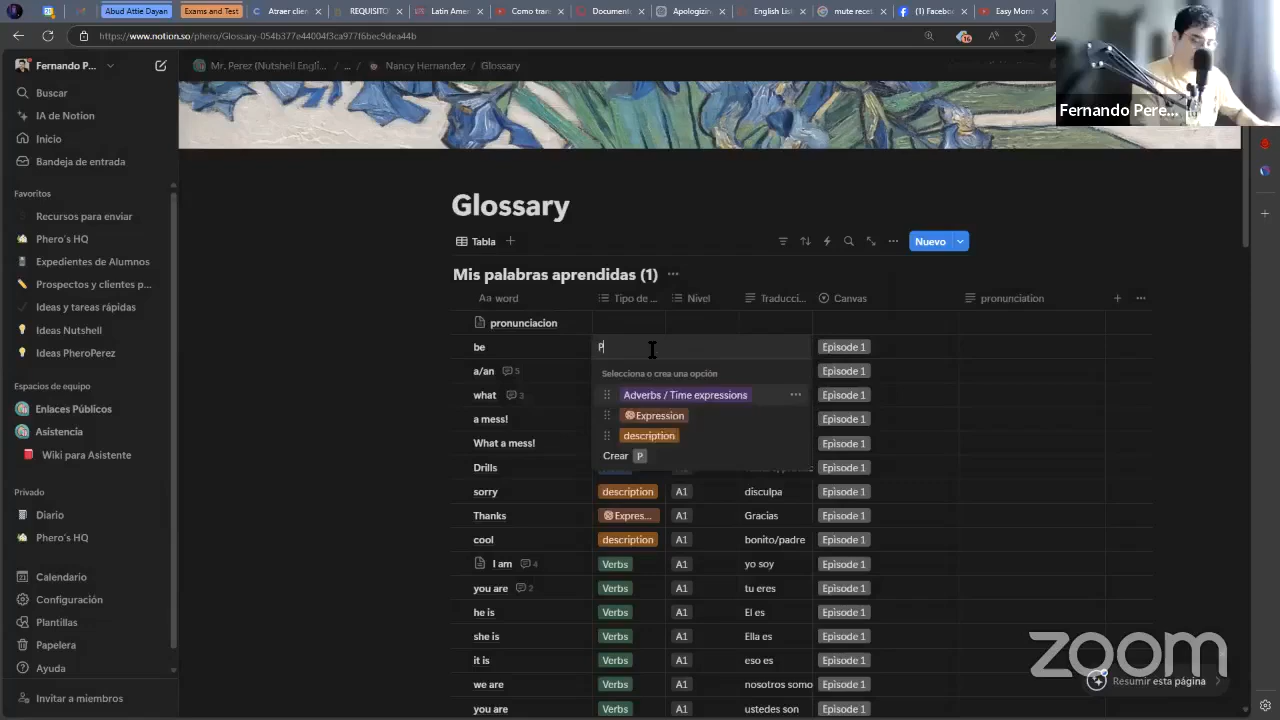 Abud Attie Dayan
Exams and Test
Atraer clien
REQUISITO
Latin Amer
Como tran
Documento
Apologizin
English List
mute rece
(1) Facebo
Easy Morn
https://www.notion.so/phero/Glossary-054b377e44004f3ca977f6bec9dea44b
Fernando P...
Mr. Perez (Nutshell Engli... / ... / Nancy Hernandez / Glossary
Fernando Pere...
Buscar
IA de Notion
Inicio
Bandeja de entrada
Favoritos
Recursos para enviar
Phero's HQ
Expedientes de Alumnos
Prospectos y clientes p...
Ideas y tareas rápidas
Ideas Nutshell
Ideas PheroPerez
Espacios de equipo
Enlaces Públicos
Asistencia
Wiki para Asistente
Privado
Diario
Phero's HQ
Calendario
Configuración
Plantillas
Papelera
Ayuda
Invitar a miembros
Glossary
Tabla
Nuevo
Mis palabras aprendidas (1)
Aa word Tipo de ... Nivel Traducci... Canvas pronunciation
pronunciacion
be P Episode 1
Selecciona o crea una opción
a/an 5 Episode 1
what 3 Adverbs / Time expressions Episode 1
a mess! Expression Episode 1
What a mess! description Episode 1
Crear P
Drills Episode 1
sorry description A1 disculpa Episode 1
Thanks Expres... A1 Gracias Episode 1
cool description A1 bonito/padre Episode 1
I am 4 Verbs A1 yo soy Episode 1
you are 2 Verbs A1 tu eres Episode 1
he is Verbs A1 El es Episode 1
she is Verbs A1 Ella es Episode 1
it is Verbs A1 eso es Episode 1
we are Verbs A1 nosotros somo Episode 1
you are Verbs A1 ustedes son Episode 1
zoom
Resumir esta página